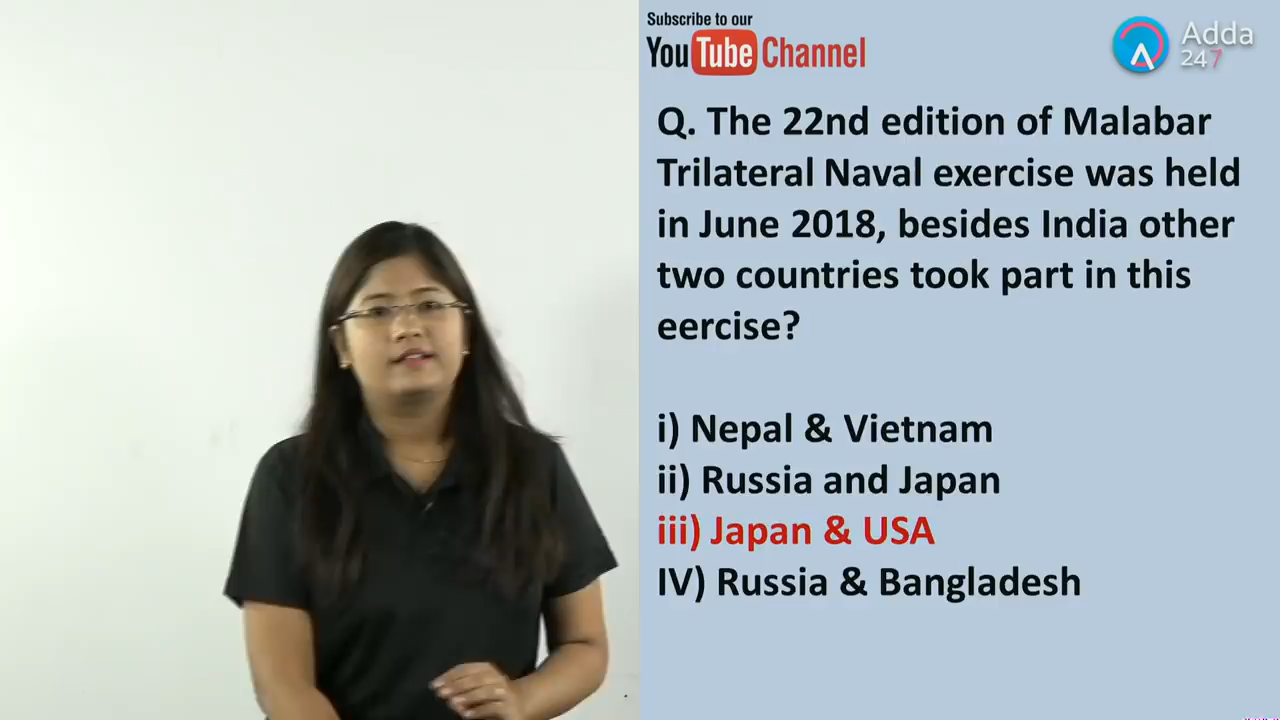 Subscribe to our
YouTube Channel
Adda
247
Q. The 22nd edition of Malabar
Trilateral Naval exercise was held
in June 2018, besides India other
two countries took part in this
eercise?
i) Nepal & Vietnam
ii) Russia and Japan
iii) Japan & USA
IV) Russia & Bangladesh